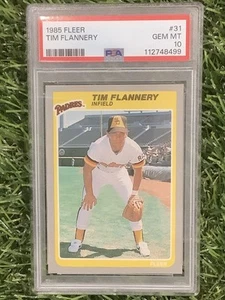 1985 FLEER #31
TIM FLANNERY GEM MT
10
PSA 112748499
PADRES
TIM FLANNERY
INFIELD